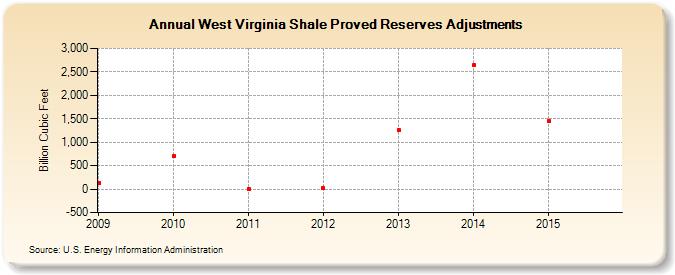 Annual West Virginia Shale Proved Reserves Adjustments
Billion Cubic Feet
3,000
2,500
2,000
1,500
1,000
500
0
-500
2009 2010 2011 2012 2013 2014 2015
Source: U.S. Energy Information Administration